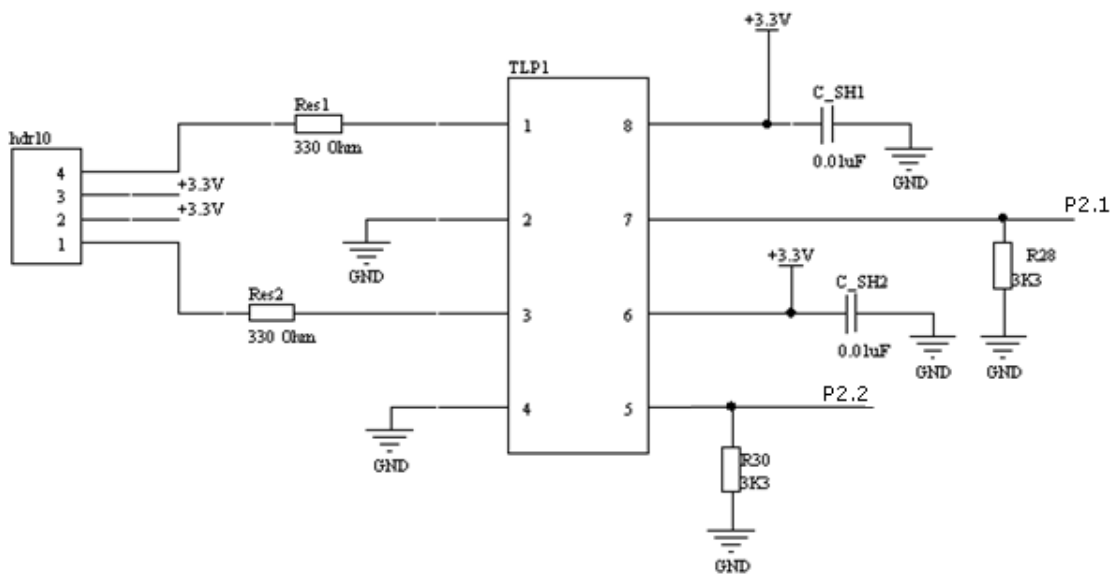 +3.3V
TLP1
C_SH1
Res1
hdr10
1
8
330 Ohm
0.01uF
4
+3.3V
GND
3
+3.3V
2
2
7
P2.1
1
GND
+3.3V
R28
3K3
Res2
C_SH2
3
6
330 Ohm
0.01uF
GND
GND
P2.2
4
5
GND
R30
3K3
GND